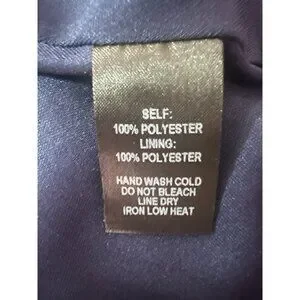 SELF:
100% POLYESTER
LINING:
100% POLYESTER
HAND WASH COLD
DO NOT BLEACH
LINE DRY
IRON LOW HEAT